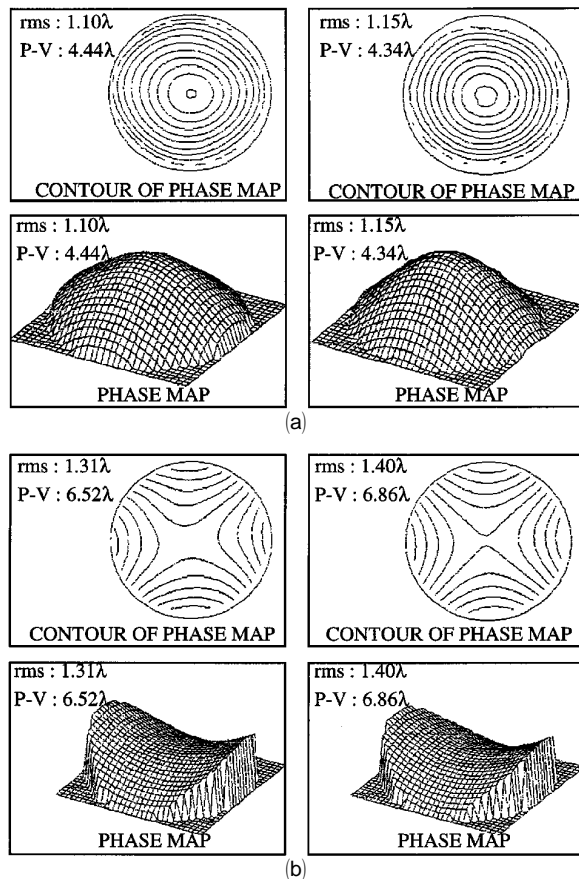 rms : 1.10λ
P-V : 4.44λ
CONTOUR OF PHASE MAP
rms : 1.15λ
P-V : 4.34λ
CONTOUR OF PHASE MAP
rms : 1.10λ
P-V : 4.44λ
PHASE MAP
rms : 1.15λ
P-V : 4.34λ
PHASE MAP
(a)
rms : 1.31λ
P-V : 6.52λ
CONTOUR OF PHASE MAP
rms : 1.40λ
P-V : 6.86λ
CONTOUR OF PHASE MAP
rms : 1.31λ
P-V : 6.52λ
PHASE MAP
rms : 1.40λ
P-V : 6.86λ
PHASE MAP
(b)